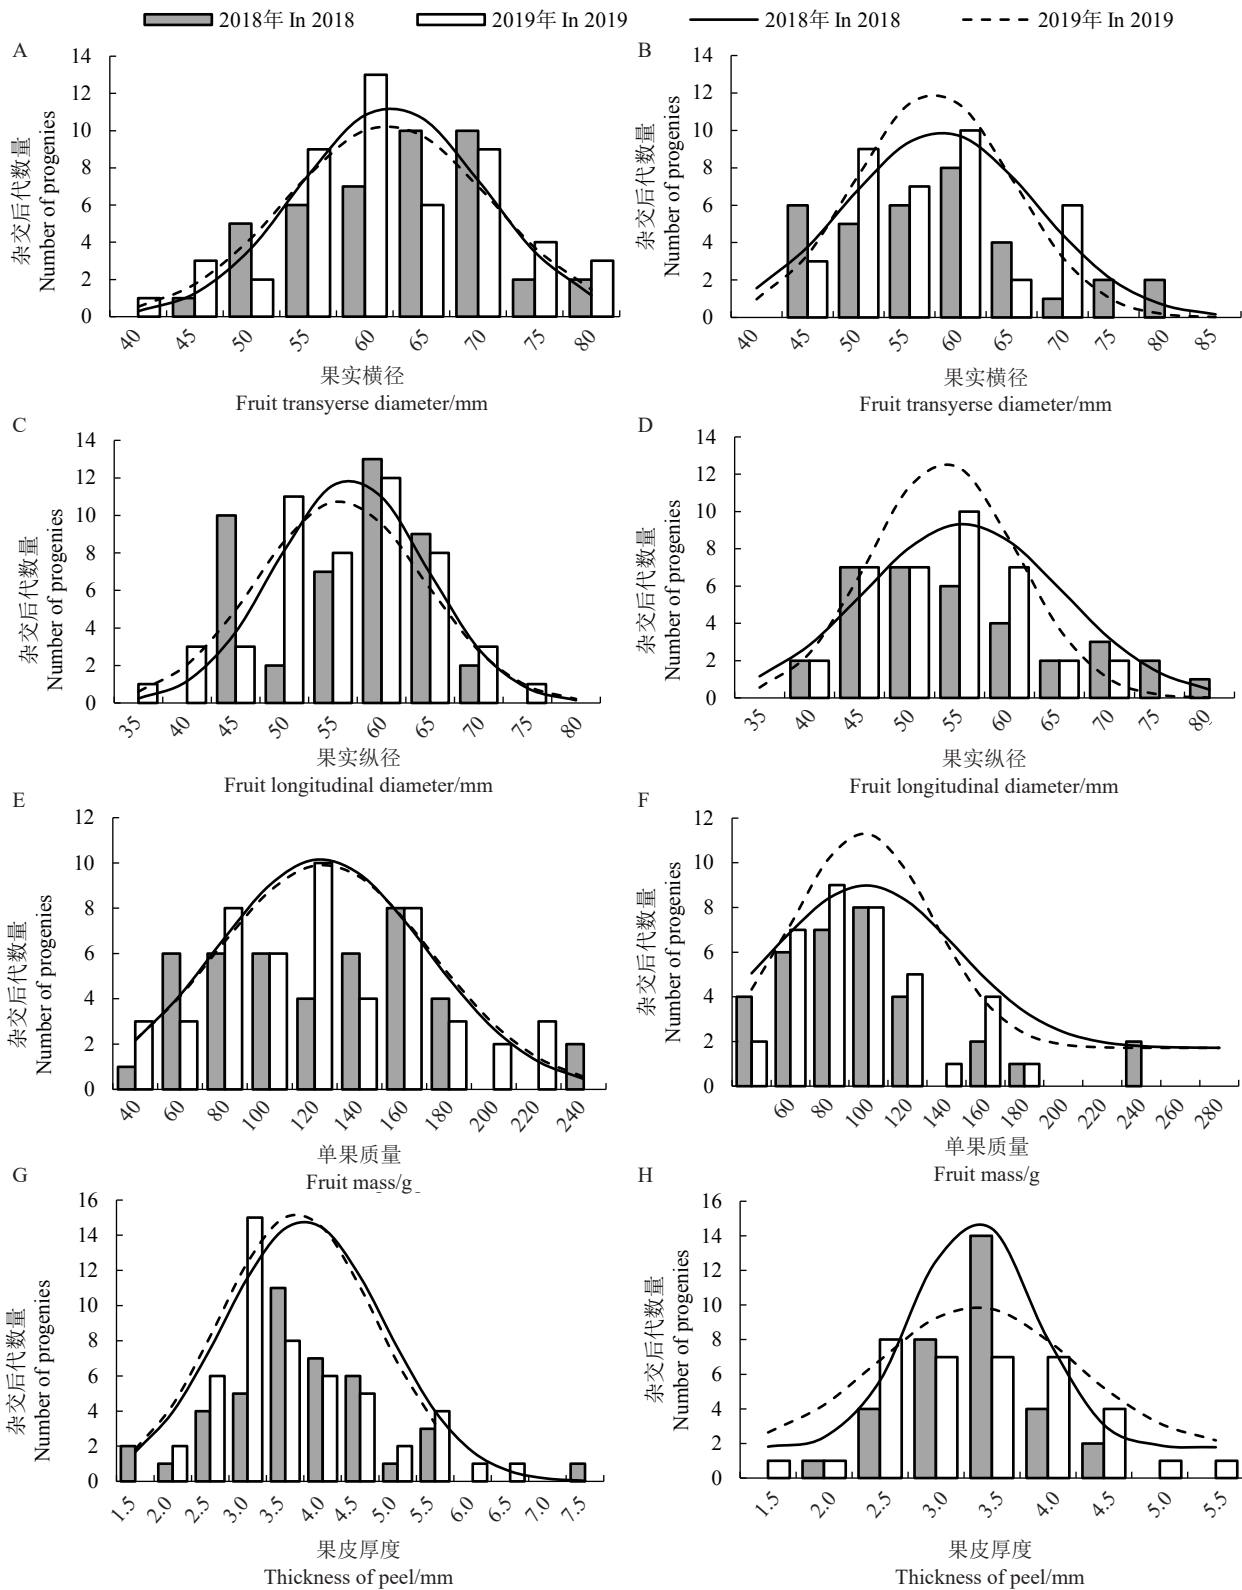 2018年 In 2018
2019年 In 2019
2018年 In 2018
2019年 In 2019
A
14
12
10
8
6
4
2
0
杂交后代数量
Number of progenies
40 45 50 55 60 65 70 75 80
果实横径
Fruit transyerse diameter/mm
B
14
12
10
8
6
4
2
0
杂交后代数量
Number of progenies
40 45 50 55 60 65 70 75 80 85
果实横径
Fruit transyerse diameter/mm
C
14
12
10
8
6
4
2
0
杂交后代数量
Number of progenies
35 40 45 50 55 60 65 70 75 80
果实纵径
Fruit longitudinal diameter/mm
D
14
12
10
8
6
4
2
0
杂交后代数量
Number of progenies
35 40 45 50 55 60 65 70 75 80
果实纵径
Fruit longitudinal diameter/mm
E
12
10
8
6
4
2
0
杂交后代数量
Number of progenies
40 60 80 100 120 140 160 180 200 220 240
单果质量
Fruit mass/g
F
12
10
8
6
4
2
0
杂交后代数量
Number of progenies
60 80 100 120 140 160 180 200 220 240 260 280
单果质量
Fruit mass/g
G
16
14
12
10
8
6
4
2
0
杂交后代数量
Number of progenies
1.5 2.0 2.5 3.0 3.5 4.0 4.5 5.0 5.5 6.0 6.5 7.0 7.5
果皮厚度
Thickness of peel/mm
H
16
14
12
10
8
6
4
2
0
杂交后代数量
Number of progenies
1.5 2.0 2.5 3.0 3.5 4.0 4.5 5.0 5.5
果皮厚度
Thickness of peel/mm